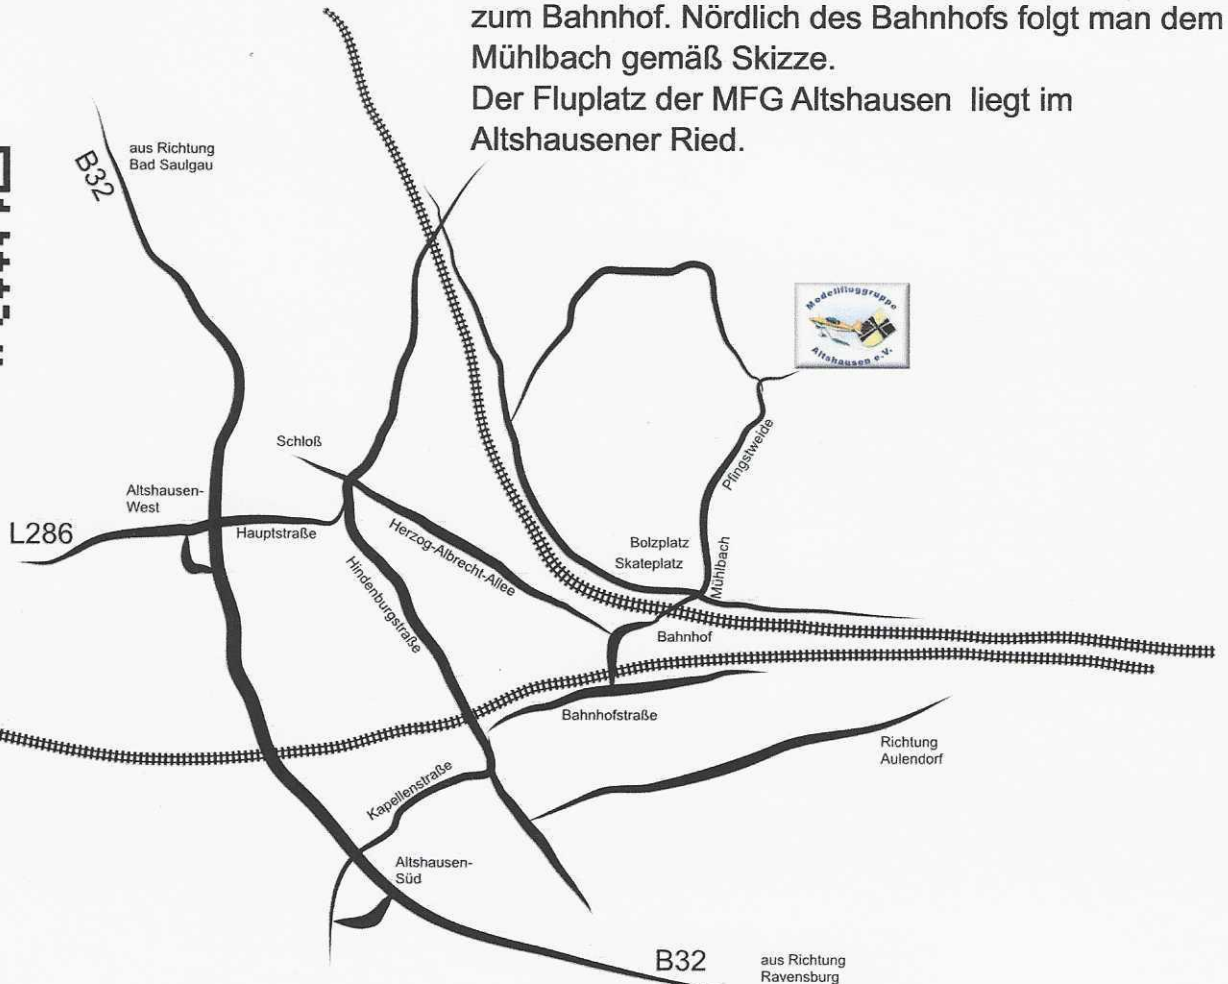 zum Bahnhof. Nördlich des Bahnhofs folgt man dem
Mühlbach gemäß Skizze.
Der Fluplatz der MFG Altshausen liegt im
Altshausener Ried.
aus Richtung
Bad Saulgau
B32
Modellfluggruppe
Altshausen e.V.
Schloß
Pfingstweide
Altshausen-
West
L286
Hauptstraße
Herzog-Albrecht-Allee
Bolzplatz
Skateplatz
Mühlbach
Hindenburgstraße
Bahnhof
Bahnhofstraße
Richtung
Aulendorf
Kapellenstraße
Altshausen-
Süd
B32
aus Richtung
Ravensburg